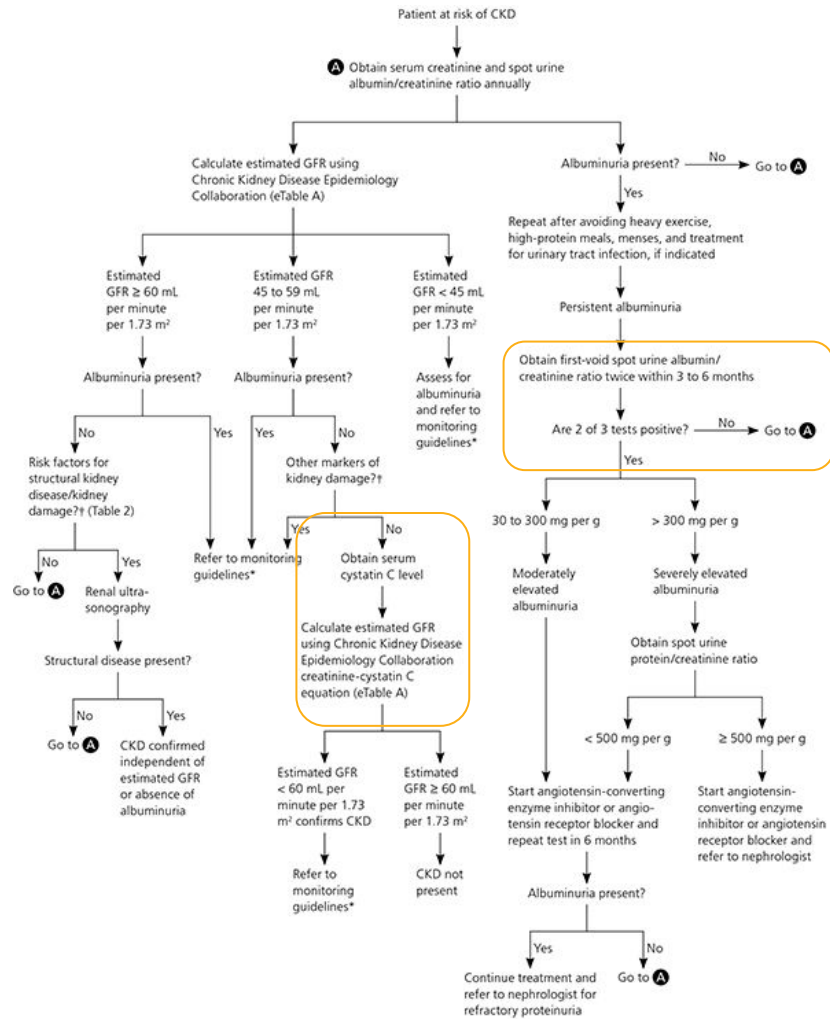 Patient at risk of CKD
A Obtain serum creatinine and spot urine
albumin/creatinine ratio annually
Calculate estimated GFR using
Chronic Kidney Disease Epidemiology
Collaboration (eTable A)
Albuminuria present?
No
Go to A
Yes
Repeat after avoiding heavy exercise,
high-protein meals, menses, and treatment
for urinary tract infection, if indicated
Persistent albuminuria
Obtain first-void spot urine albumin/
creatinine ratio twice within 3 to 6 months
Are 2 of 3 tests positive?
No
Go to A
Yes
Estimated
GFR ≥ 60 mL
per minute
per 1.73 m²
Estimated GFR
45 to 59 mL
per minute
per 1.73 m²
Estimated
GFR < 45 mL
per minute
per 1.73 m²
Albuminuria present?
Albuminuria present?
Assess for
albuminuria
and refer to
monitoring
guidelines*
No
Yes
Yes
No
Risk factors for
structural kidney
disease/kidney
damage?† (Table 2)
Other markers of
kidney damage?†
No
Yes
Yes
No
Go to A
Renal ultra-
sonography
Refer to monitoring
guidelines*
Obtain serum
cystatin C level
Structural disease present?
Calculate estimated GFR
using Chronic Kidney Disease
Epidemiology Collaboration
creatinine-cystatin C
equation (eTable A)
No
Yes
Go to A
CKD confirmed
independent of
estimated GFR
or absence of
albuminuria
Estimated GFR
< 60 mL per
minute per 1.73
m² confirms CKD
Estimated
GFR ≥ 60 mL
per minute
per 1.73 m²
Refer to
monitoring
guidelines*
CKD not
present
30 to 300 mg per g
> 300 mg per g
Moderately
elevated
albuminuria
Severely elevated
albuminuria
Obtain spot urine
protein/creatinine ratio
< 500 mg per g
≥ 500 mg per g
Start angiotensin-converting
enzyme inhibitor or angio-
tensin receptor blocker and
repeat test in 6 months
Start angiotensin-
converting enzyme
inhibitor or angiotensin
receptor blocker and
refer to nephrologist
Albuminuria present?
Yes
No
Continue treatment and
refer to nephrologist for
refractory proteinuria
Go to A